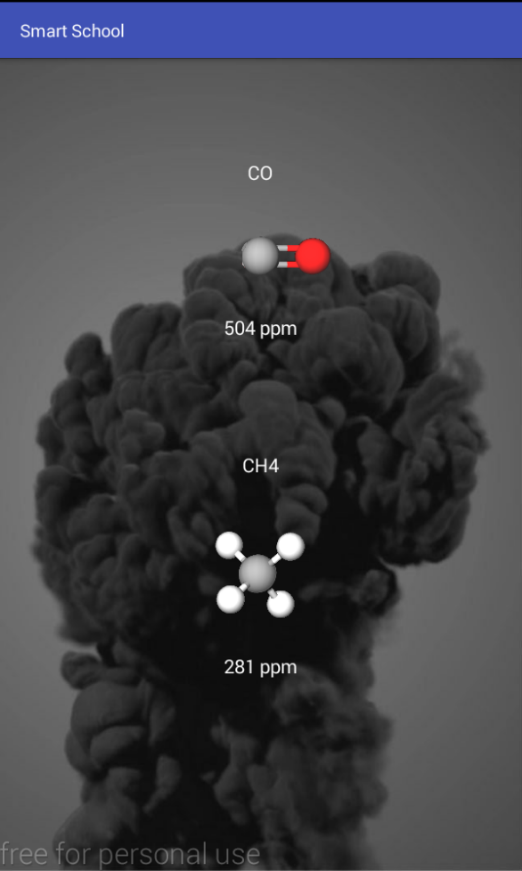 Smart School
CO
504 ppm
CH4
281 ppm
free for personal use